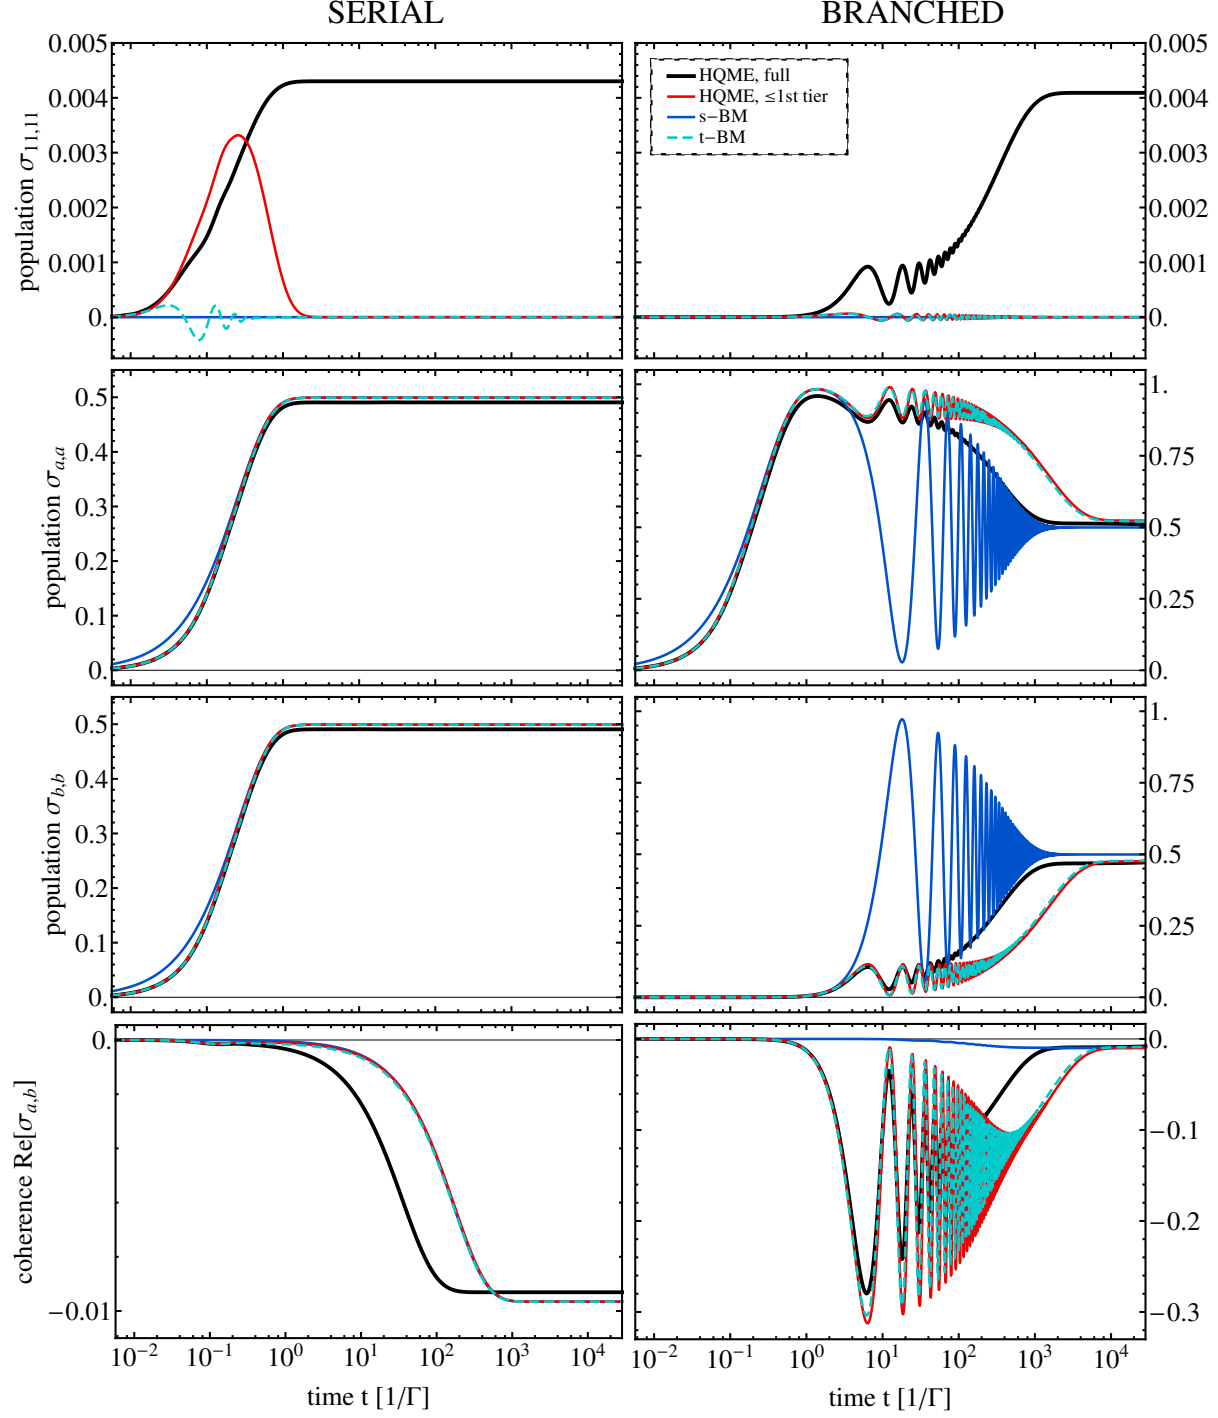 SERIAL
BRANCHED
population σ11,11
0.005
0.004
0.003
0.002
0.001
0.
HQME, full
HQME, ≤1st tier
s−BM
t−BM
0.005
0.004
0.003
0.002
0.001
0.
population σa,a
0.5
0.4
0.3
0.2
0.1
0.
1.
0.75
0.5
0.25
0.
population σb,b
0.5
0.4
0.3
0.2
0.1
0.
1.
0.75
0.5
0.25
0.
coherence Re[σa,b]
0.
−0.01
0.
−0.1
−0.2
−0.3
10−2 10−1 100 101 102 103 104
10−2 10−1 100 101 102 103 104
time t [1/Γ]
time t [1/Γ]